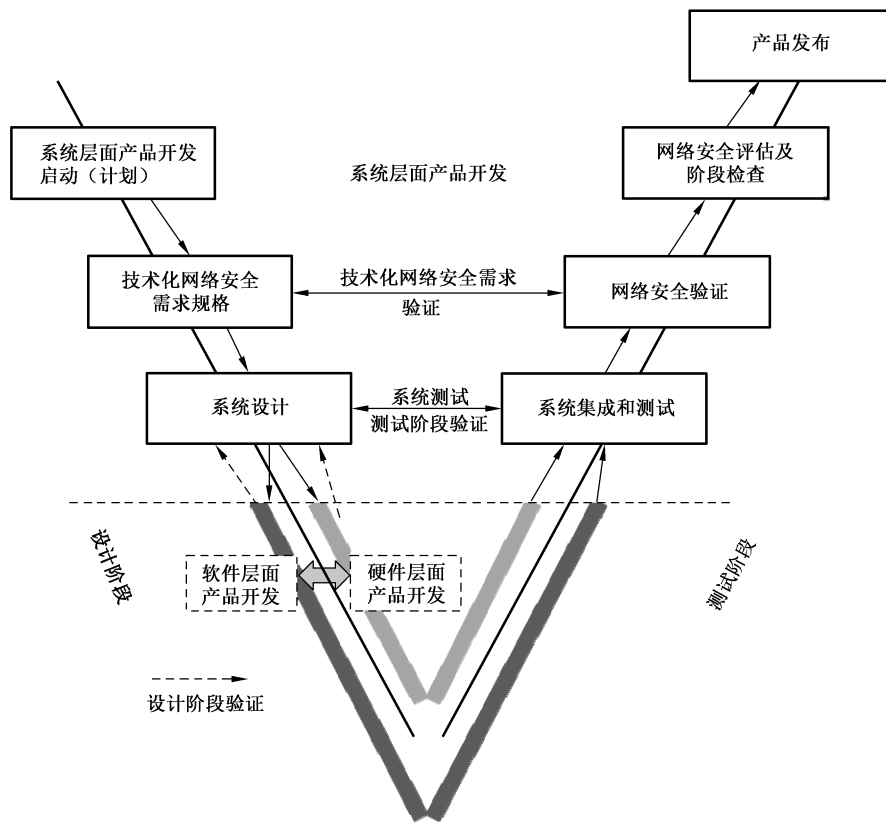 产品发布
系统层面产品开发
启动（计划）
网络安全评估及
阶段检查
系统层面产品开发
技术化网络安全
需求规格
技术化网络安全需求
验证
网络安全验证
系统设计
系统测试
测试阶段验证
系统集成和测试
设计阶段
软件层面
产品开发
硬件层面
产品开发
测试阶段
设计阶段验证